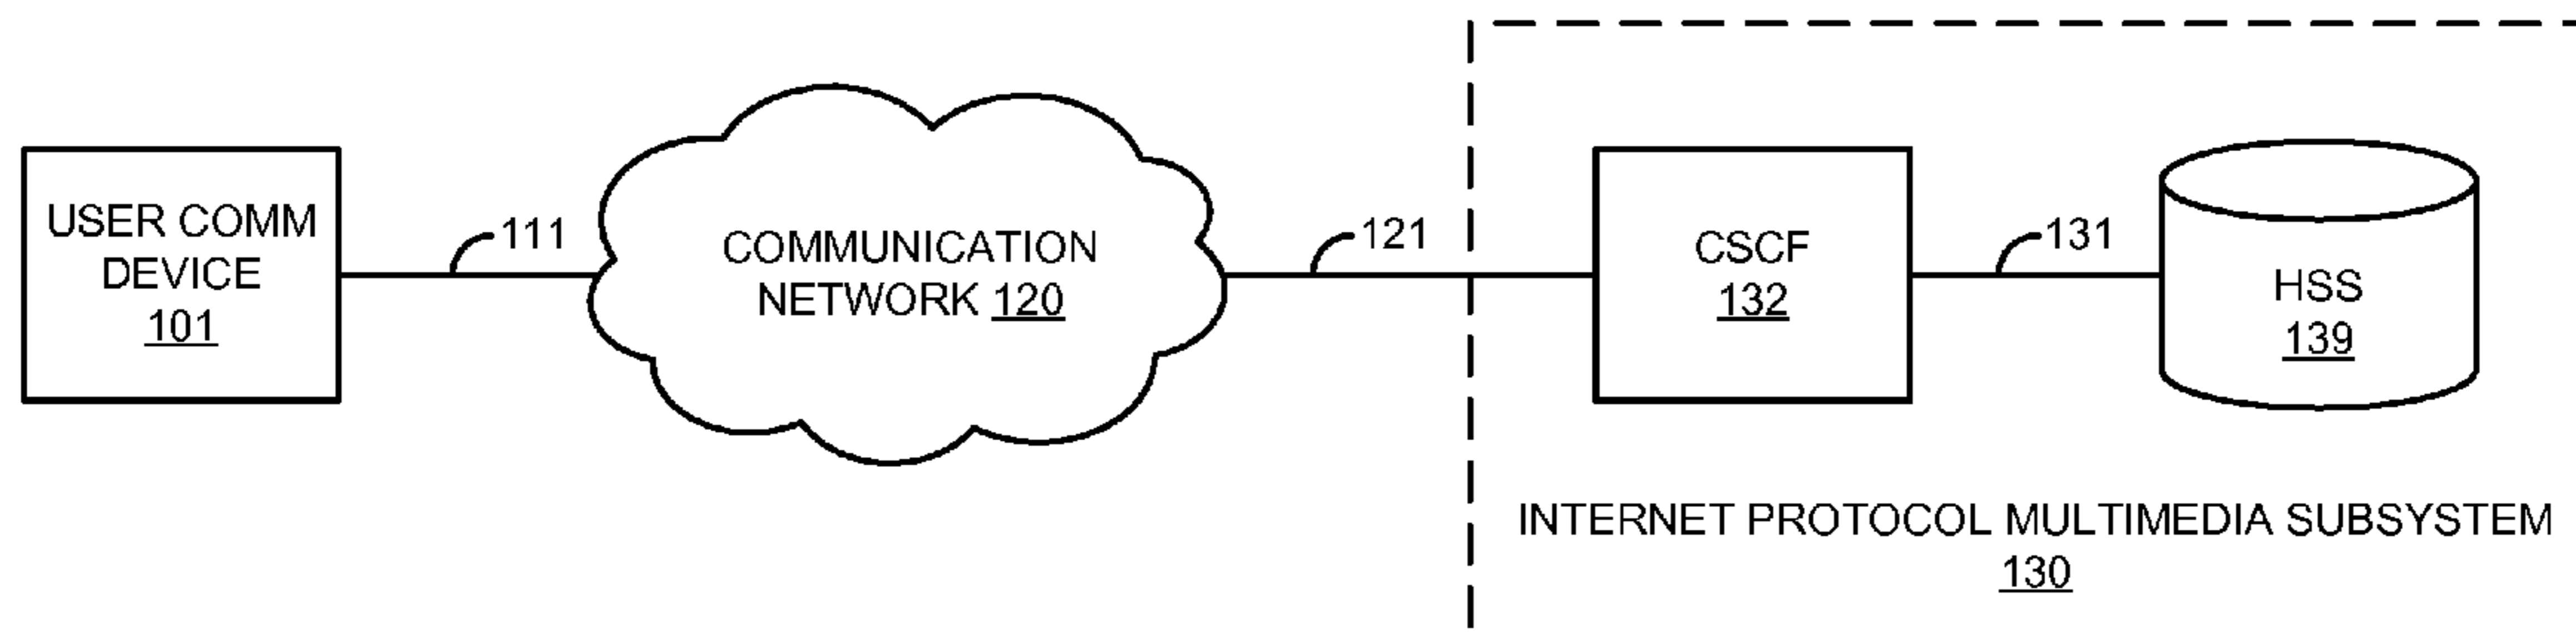 USER COMM
DEVICE
101
111
COMMUNICATION
NETWORK 120
121
CSCF
132
131
HSS
139
INTERNET PROTOCOL MULTIMEDIA SUBSYSTEM
130